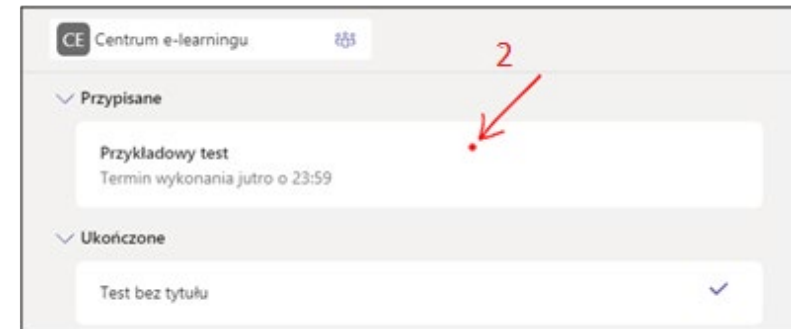 CE Centrum e-learningu
2
Przypisane
Przykładowy test
Termin wykonania jutro o 23:59
Ukończone
Test bez tytułu